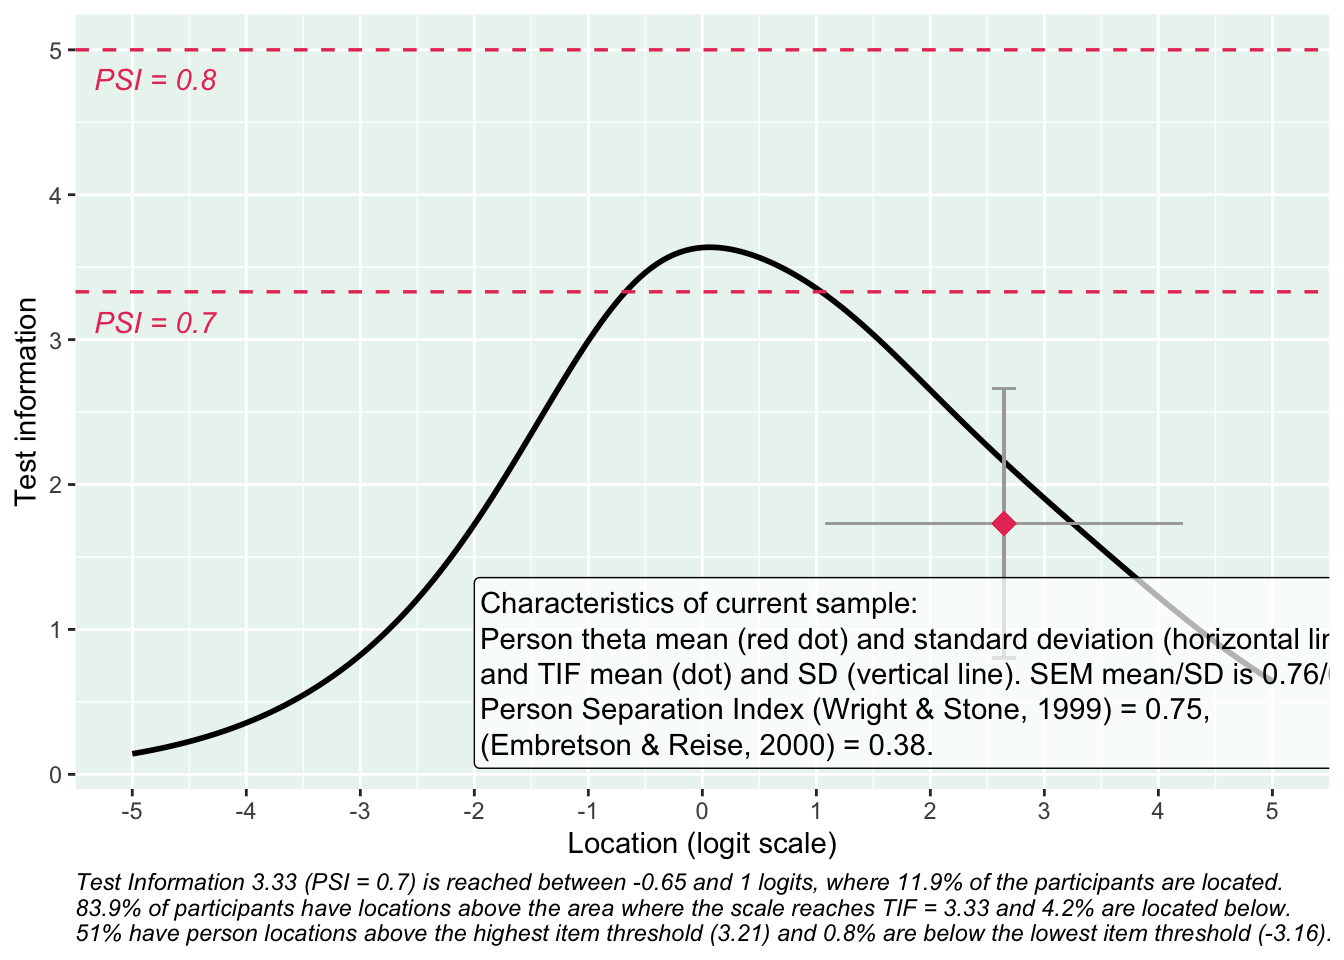 5
PSI = 0.8
4
PSI = 0.7
3
2
1
0
Test information
Characteristics of current sample:
Person theta mean (red dot) and standard deviation (horizontal
and TIF mean (dot) and SD (vertical line). SEM mean/SD is 0.76/
Person Separation Index (Wright & Stone, 1999) = 0.75,
(Embretson & Reise, 2000) = 0.38.
-5 -4 -3 -2 -1 0 1 2 3 4 5
Location (logit scale)
Test Information 3.33 (PSI = 0.7) is reached between -0.65 and 1 logits, where 11.9% of the participants are located.
83.9% of participants have locations above the area where the scale reaches TIF = 3.33 and 4.2% are located below.
51% have person locations above the highest item threshold (3.21) and 0.8% are below the lowest item threshold (-3.16).